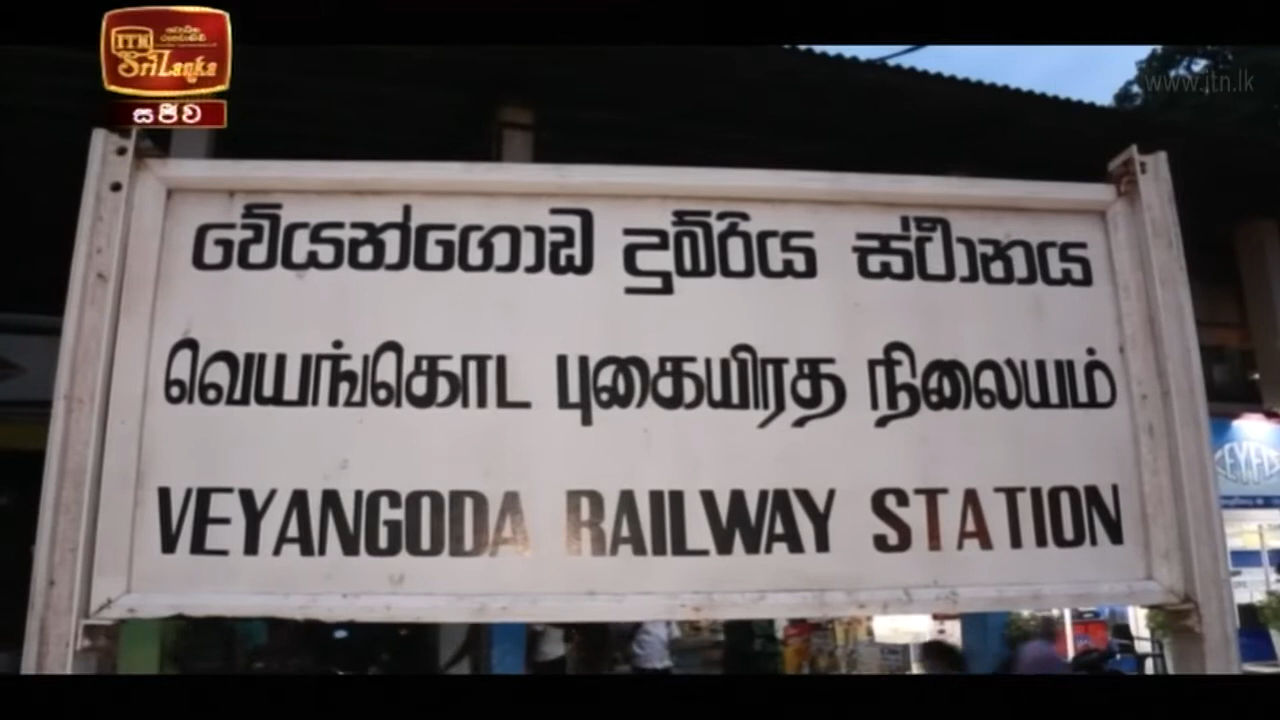 ITN
Sri Lanka
සජීව
www.itn.lk
වේයන්ගොඩ දුම්රිය ස්ථානය
வெயங்கொட புகையிரத நிலையம்
VEYANGODA RAILWAY STATION